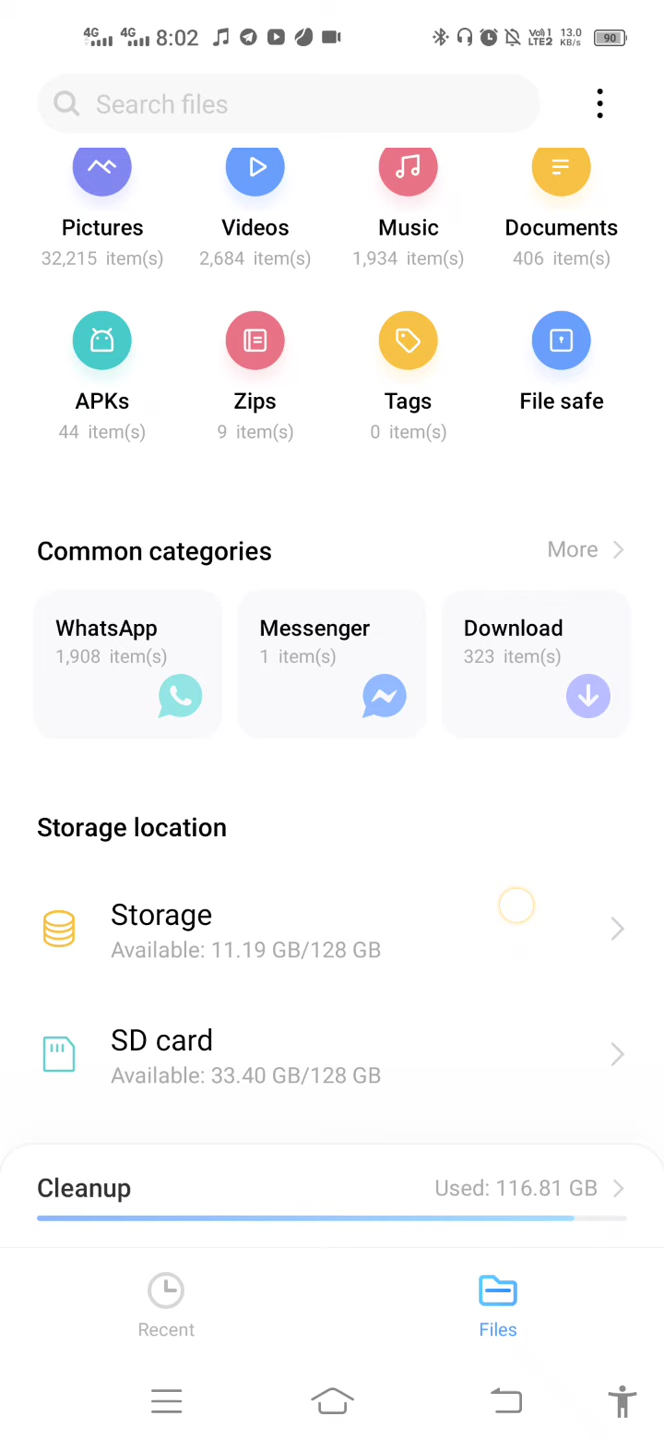 4G 4G 8:02 Vo) 1 LTE2 13.0 KB/s 90
Search files
Pictures Videos Music Documents
32,215 item(s) 2,684 item(s) 1,934 item(s) 406 item(s)
APKs Zips Tags File safe
44 item(s) 9 item(s) 0 item(s)
Common categories More
WhatsApp Messenger Download
1,908 item(s) 1 item(s) 323 item(s)
Storage location
Storage
Available: 11.19 GB/128 GB
SD card
Available: 33.40 GB/128 GB
Cleanup Used: 116.81 GB
Recent Files